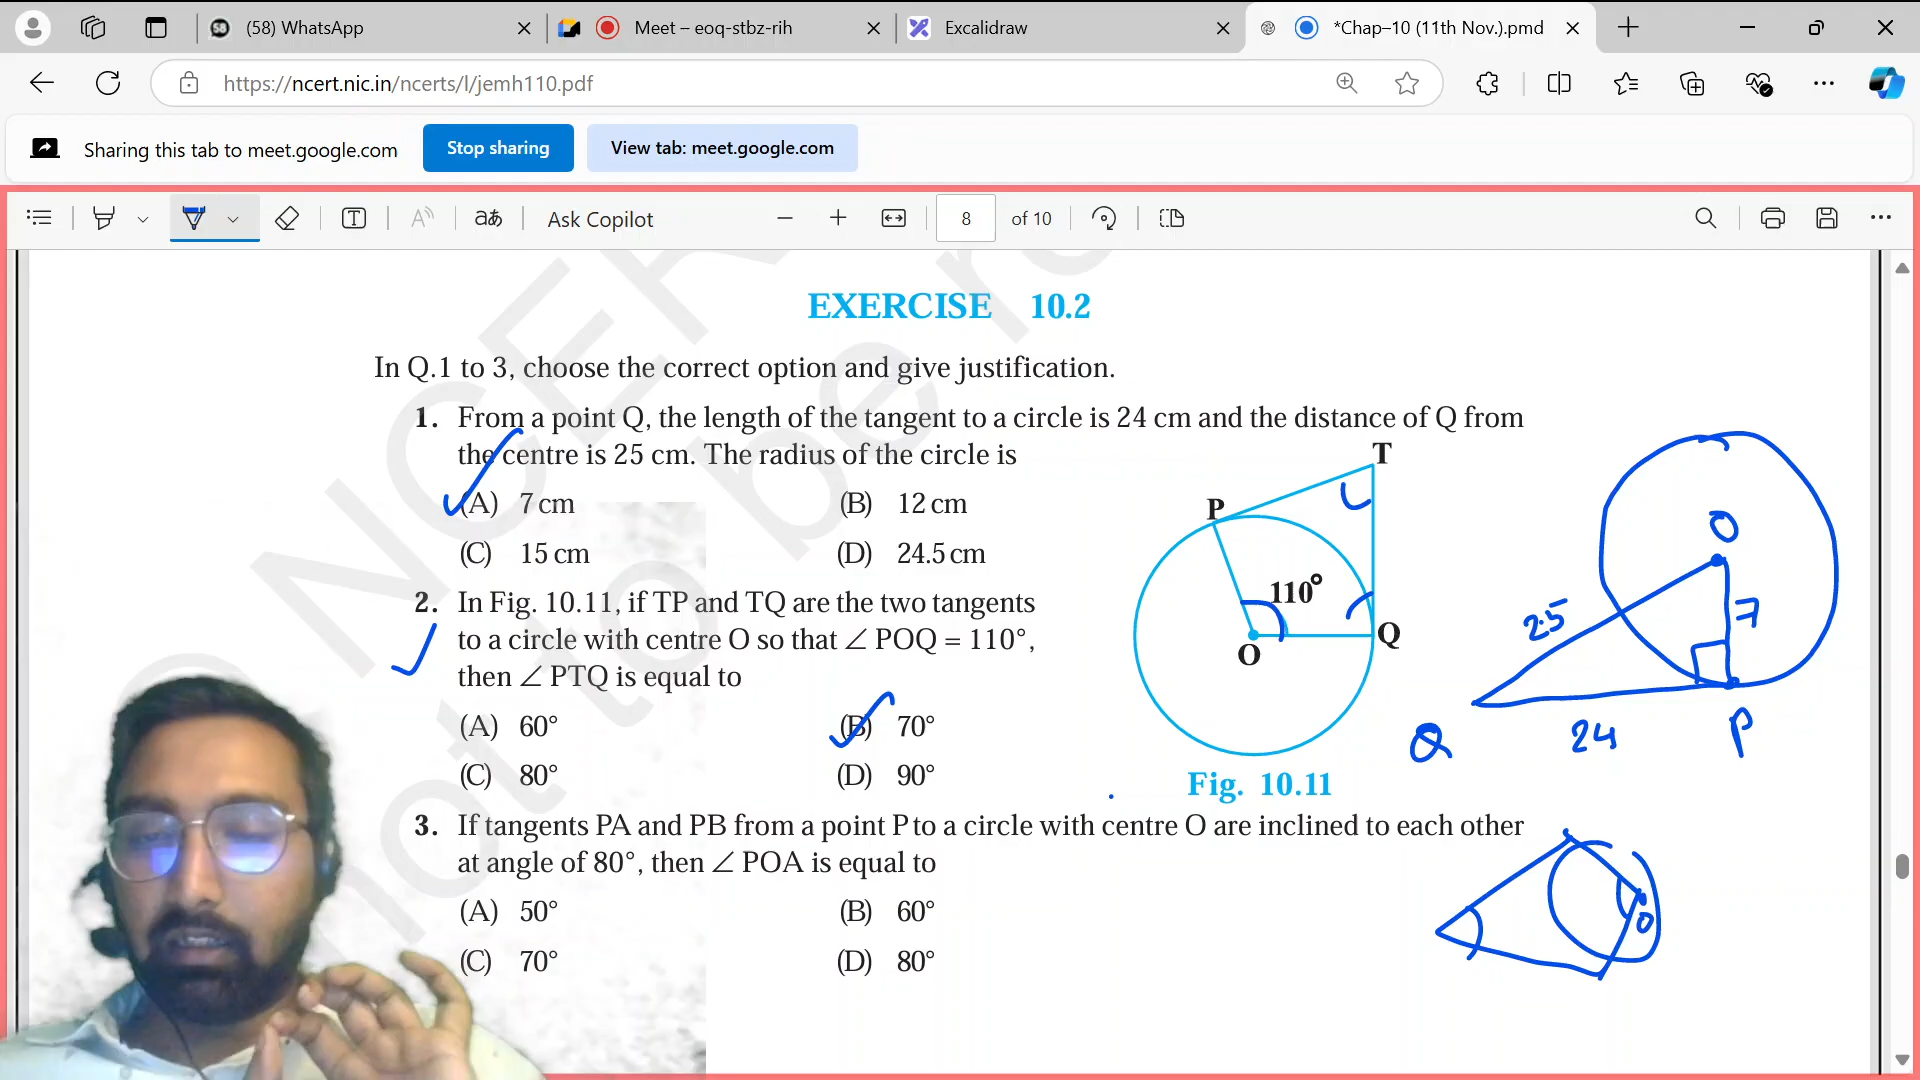 58 (58) WhatsApp
Meet – eoq-stbz-rih
Excalidraw
*Chap–10 (11th Nov.).pmd
https://ncert.nic.in/ncerts/l/jemh110.pdf
Sharing this tab to meet.google.com
Stop sharing
View tab: meet.google.com
Ask Copilot
8 of 10
EXERCISE 10.2
In Q.1 to 3, choose the correct option and give justification.
1. From a point Q, the length of the tangent to a circle is 24 cm and the distance of Q from
the centre is 25 cm. The radius of the circle is
(A) 7 cm (B) 12 cm
(C) 15 cm (D) 24.5 cm
2. In Fig. 10.11, if TP and TQ are the two tangents
to a circle with centre O so that ∠ POQ = 110°,
then ∠ PTQ is equal to
(A) 60° (B) 70°
(C) 80° (D) 90°
T
P
110°
O
Q
Fig. 10.11
O
25
7
Q
24
P
3. If tangents PA and PB from a point P to a circle with centre O are inclined to each other
at angle of 80°, then ∠ POA is equal to
(A) 50° (B) 60°
(C) 70° (D) 80°
O
not to be re
NCER